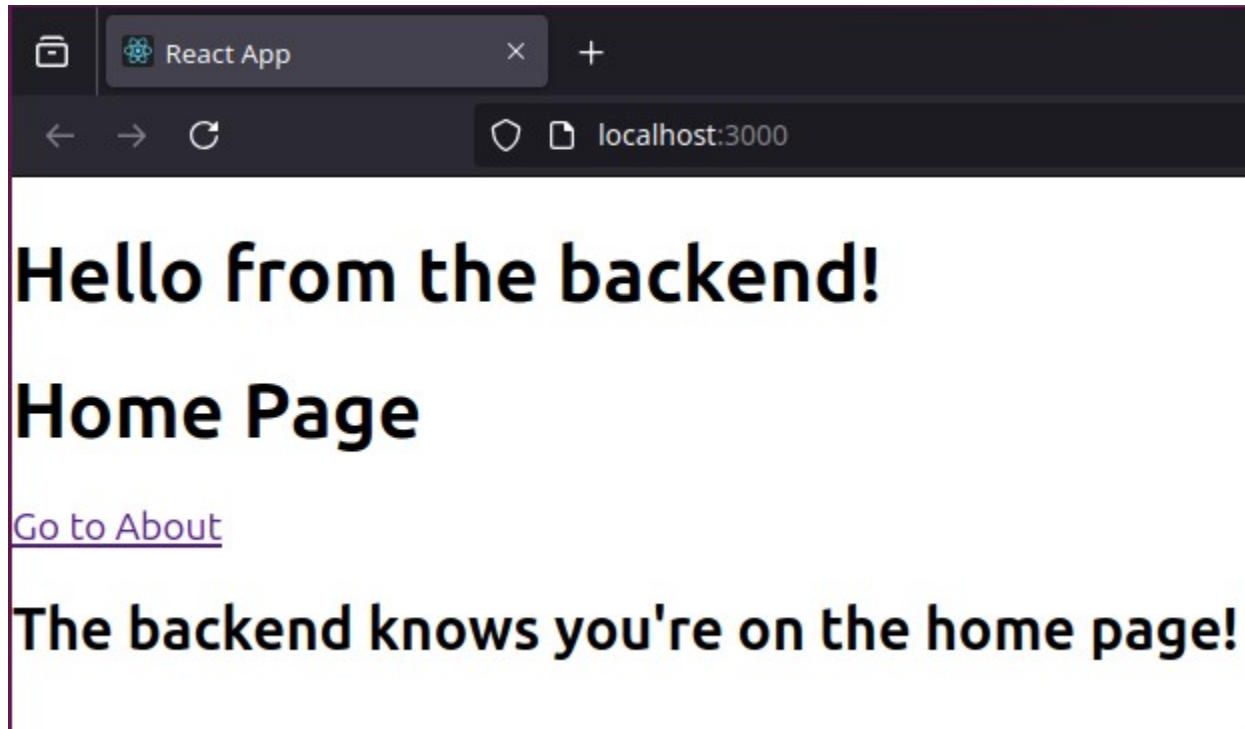 React App
localhost:3000
Hello from the backend!
Home Page
Go to About
The backend knows you're on the home page!